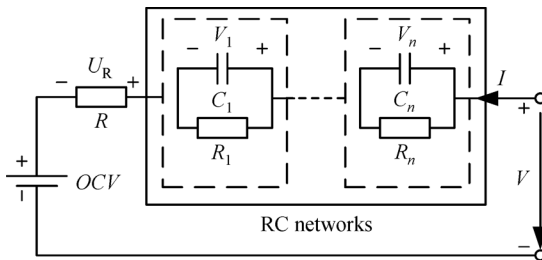 − V1 +
− Vn +
− UR +
C1
Cn
I
R
R1
Rn
+
+
OCV
−
V
RC networks
−